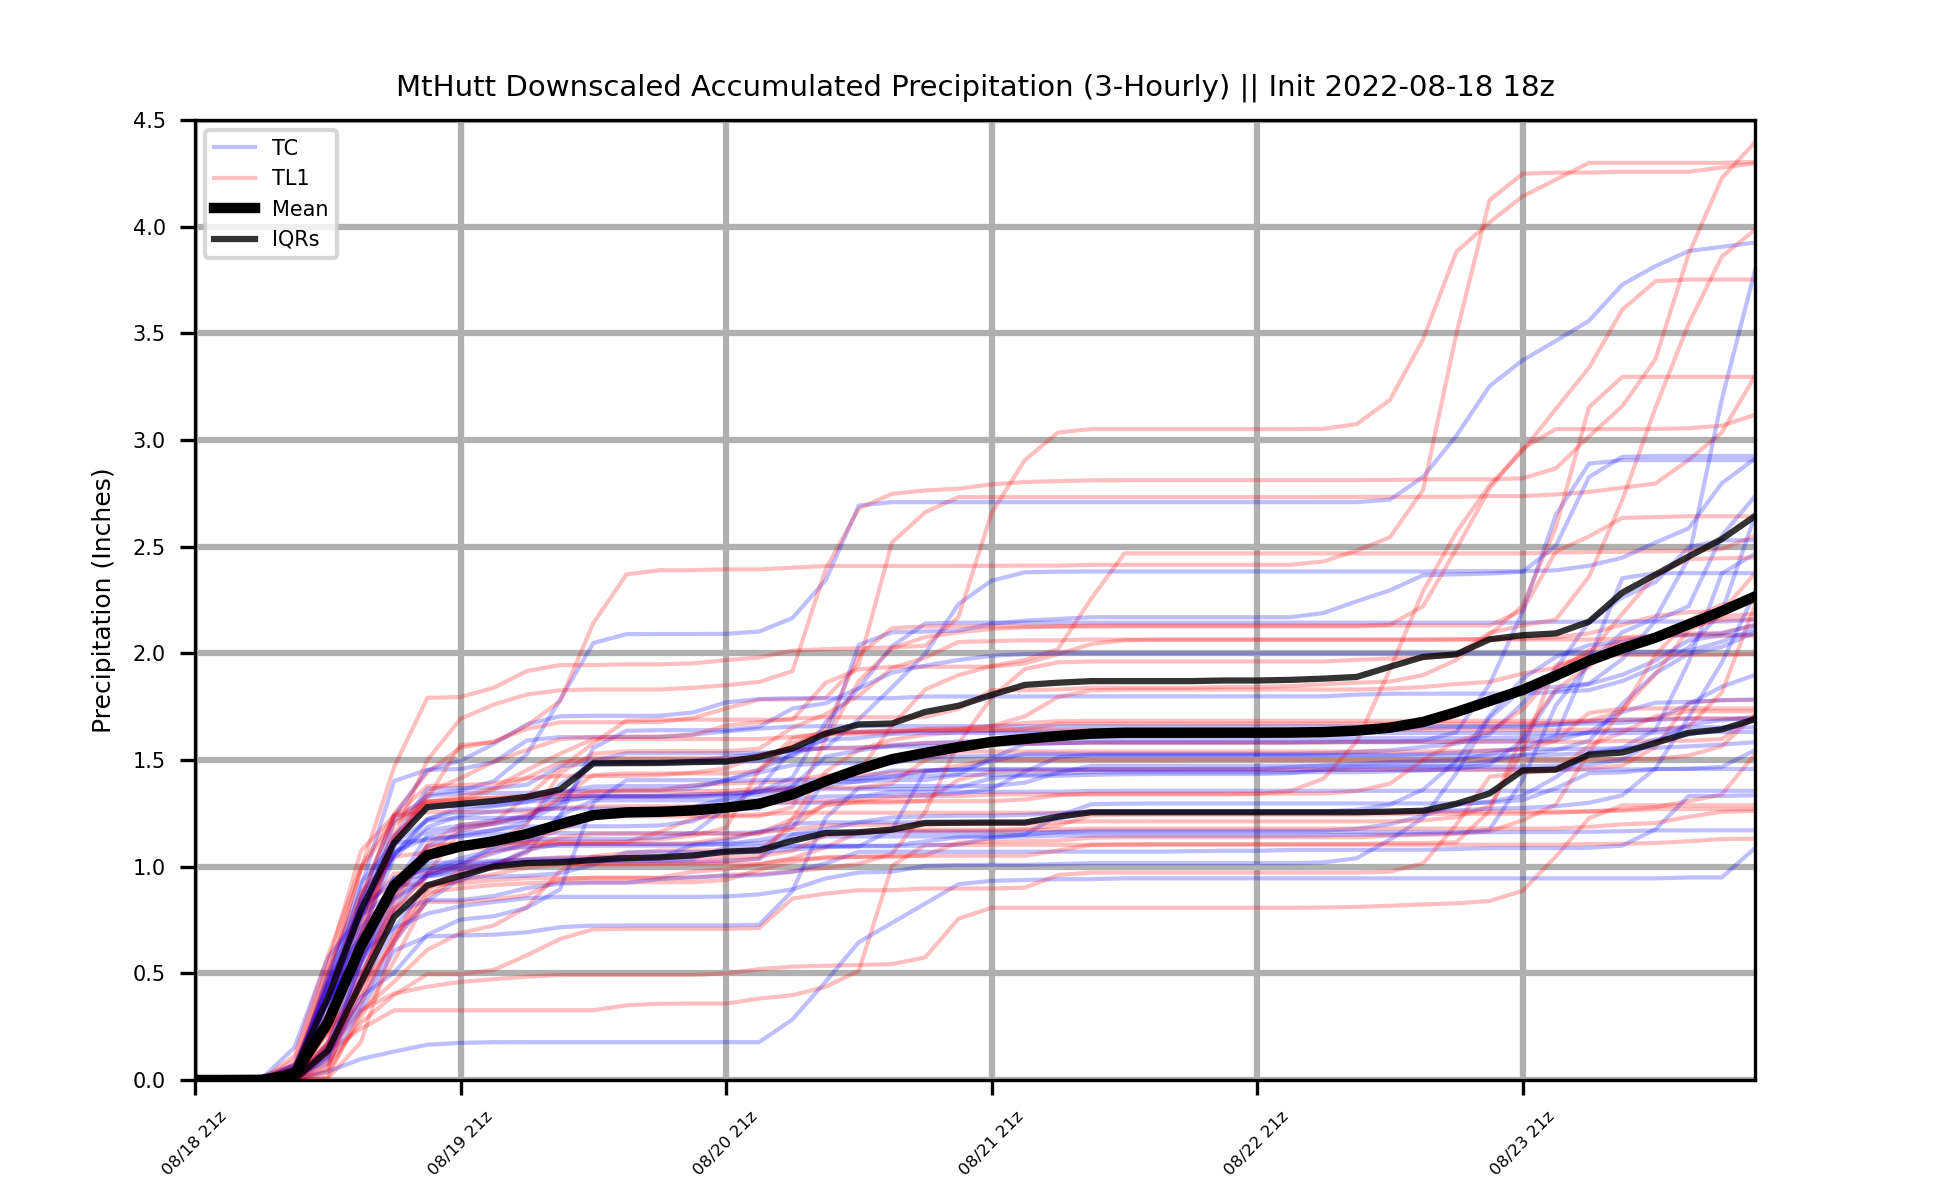 MtHutt Downscaled Accumulated Precipitation (3-Hourly) || Init 2022-08-18 18z
TC
TL1
Mean
IQRs
Precipitation (Inches)
4.5
4.0
3.5
3.0
2.5
2.0
1.5
1.0
0.5
0.0
08/18 21z
08/19 21z
08/20 21z
08/21 21z
08/22 21z
08/23 21z